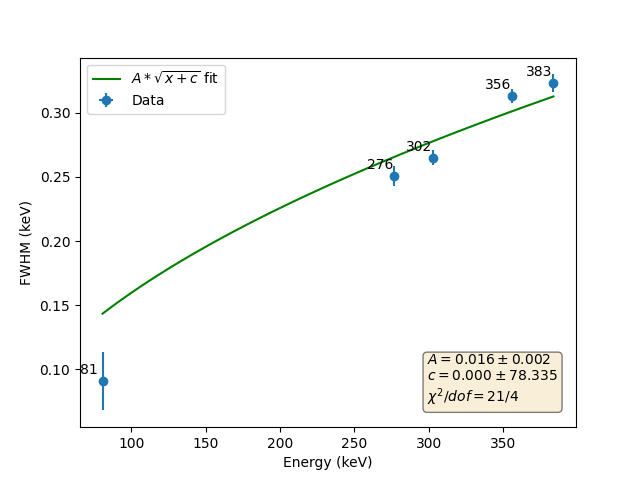 A * √x + c fit
Data
383
356
302
276
81
0.30
0.25
0.20
0.15
0.10
FWHM (keV)
A = 0.016 ± 0.002
c = 0.000 ± 78.335
χ²/dof = 21/4
100 150 200 250 300 350
Energy (keV)